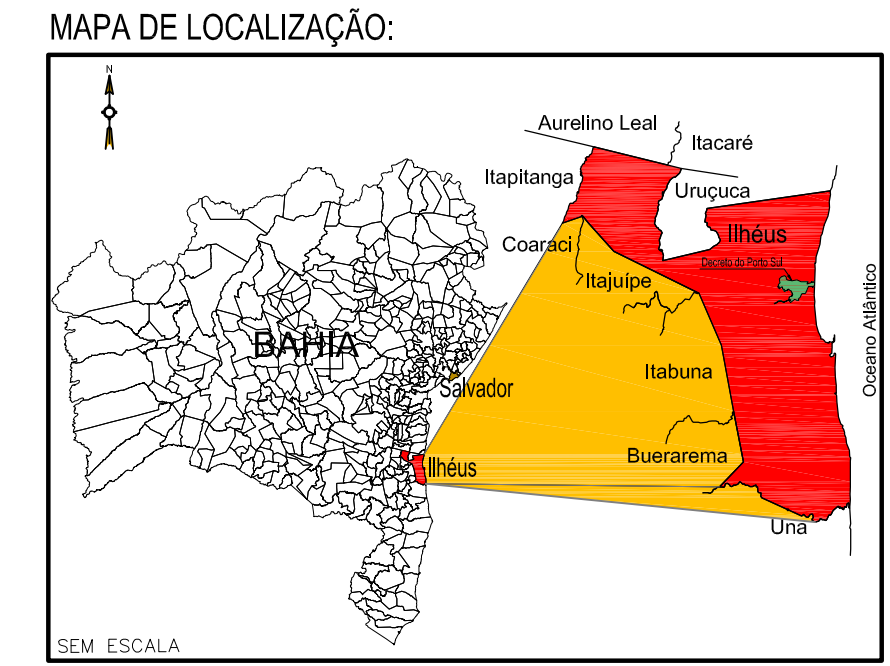 MAPA DE LOCALIZAÇÃO:
N
Aurelino Leal
Itacaré
Itapitanga
Uruçuca
Coaraci
Ilhéus
Decreto do Porto Sul
Itajuípe
Oceano Atlântico
BAHIA
Itabuna
Salvador
Buerarema
Ilhéus
Una
SEM ESCALA